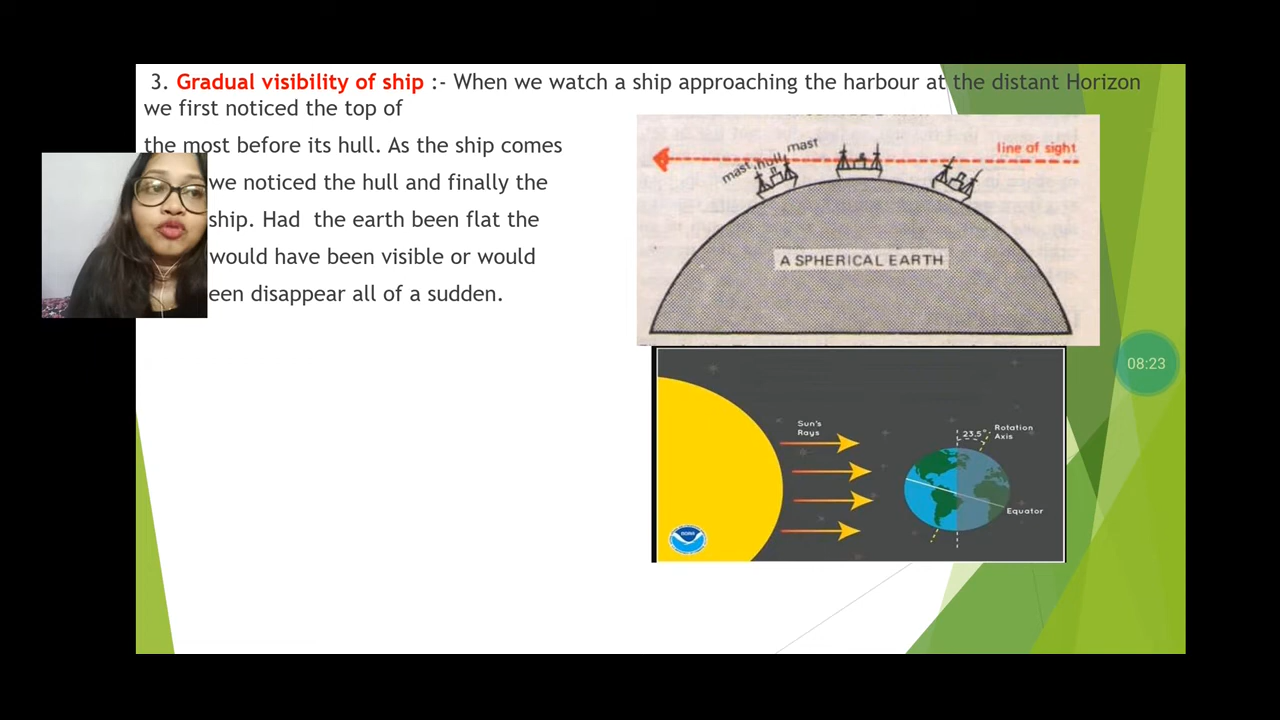 3. Gradual visibility of ship :- When we watch a ship approaching the harbour at the distant Horizon
we first noticed the top of
the most before its hull. As the ship comes
we noticed the hull and finally the
ship. Had the earth been flat the
would have been visible or would
een disappear all of a sudden.
mast hull mast
line of sight
A SPHERICAL EARTH
08:23
Sun's
Rays
23.5°
Rotation
Axis
Equator
NOAA